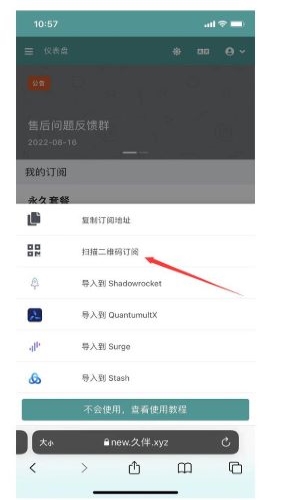 10:57
仪表盘
公告
售后问题反馈群
2022-08-16
我的订阅
永久套餐
复制订阅地址
扫描二维码订阅
导入到 Shadowrocket
导入到 QuantumultX
导入到 Surge
导入到 Stash
不会使用，查看使用教程
大小 new.久伴.xyz